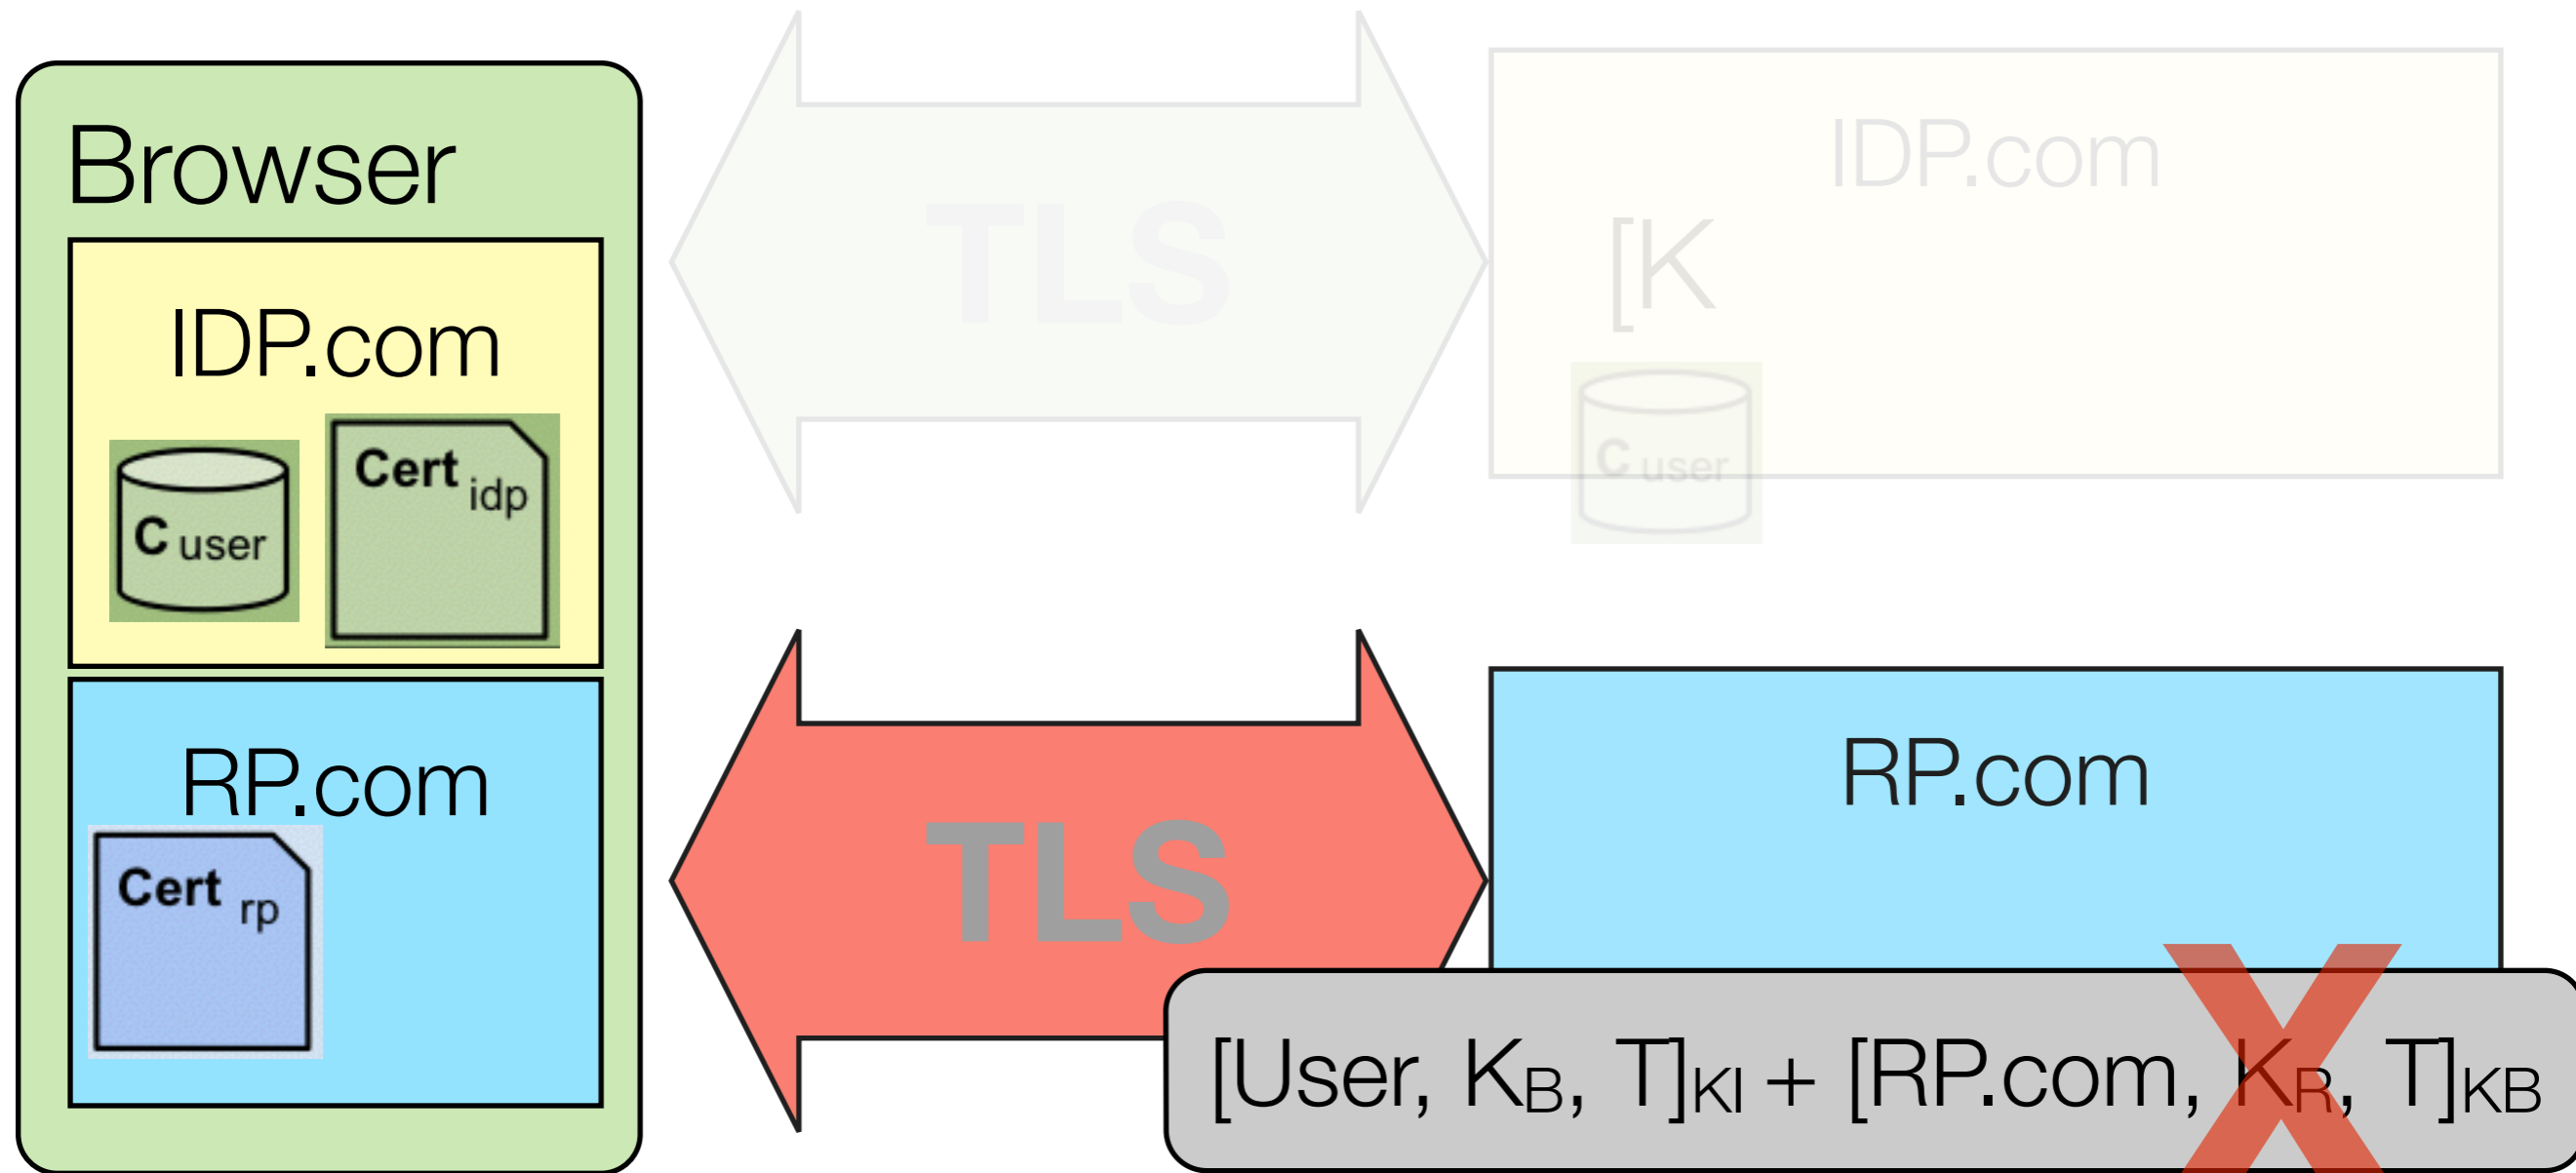 Browser
IDP.com
C user
Cert idp
RP.com
Cert rp
TLS
IDP.com
[K
C user
TLS
RP.com
[User, KB, T]KI + [RP.com, KR, T]KB
X